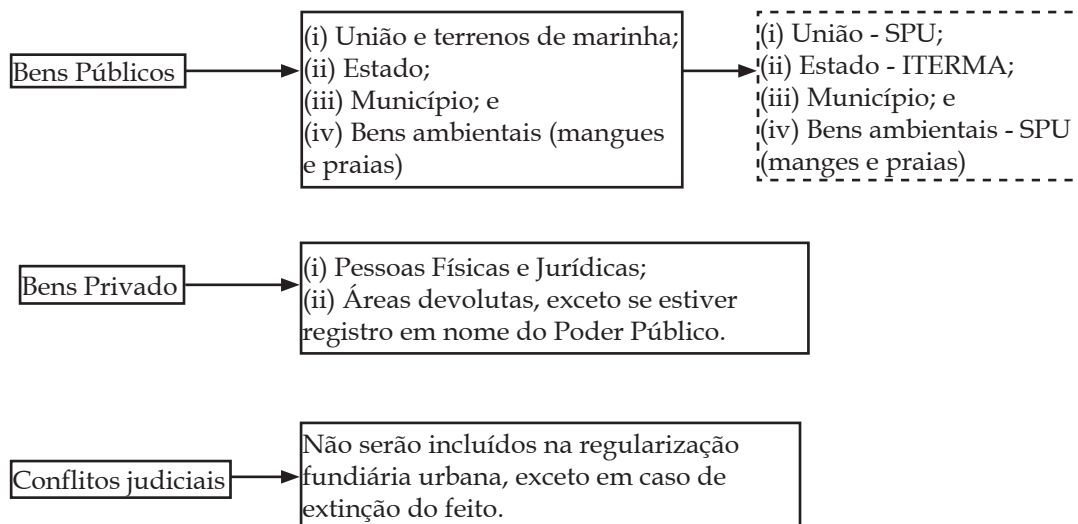 Bens Públicos
(i) União e terrenos de marinha;
(ii) Estado;
(iii) Município; e
(iv) Bens ambientais (mangues
e praias)
(i) União - SPU;
(ii) Estado - ITERMA;
(iii) Município; e
(iv) Bens ambientais - SPU
(manges e praias)
Bens Privado
(i) Pessoas Físicas e Jurídicas;
(ii) Áreas devolutas, exceto se estiver
registro em nome do Poder Público.
Conflitos judiciais
Não serão incluídos na regularização
fundiária urbana, exceto em caso de
extinção do feito.